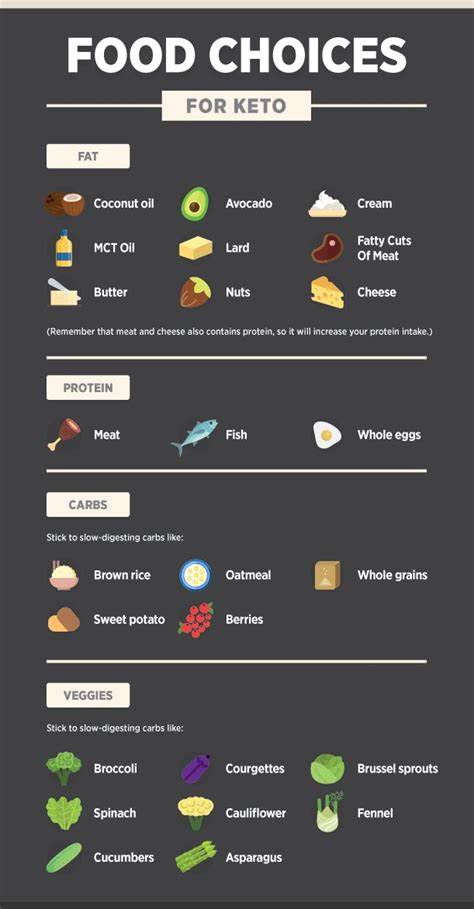 FOOD CHOICES
FOR KETO
FAT
Coconut oil
Avocado
Cream
MCT Oil
Lard
Fatty Cuts
Of Meat
Butter
Nuts
Cheese
(Remember that meat and cheese also contains protein, so it will increase your protein intake.)
PROTEIN
Meat
Fish
Whole eggs
CARBS
Stick to slow-digesting carbs like:
Brown rice
Oatmeal
Whole grains
Sweet potato
Berries
VEGGIES
Stick to slow-digesting carbs like:
Broccoli
Courgettes
Brussel sprouts
Spinach
Cauliflower
Fennel
Cucumbers
Asparagus